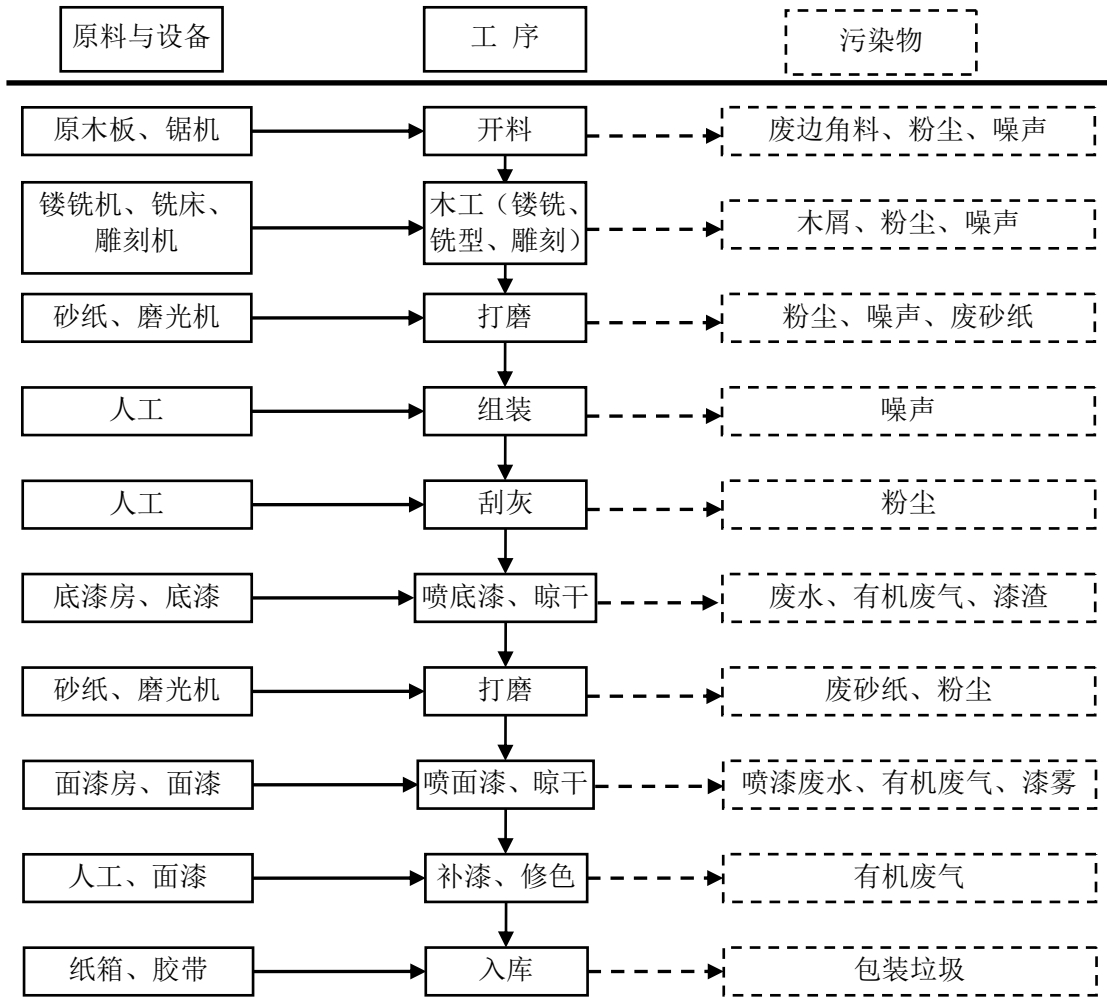 原料与设备
工 序
污染物
原木板、锯机
开料
废边角料、粉尘、噪声
镂铣机、铣床、
雕刻机
木工（镂铣、
铣型、雕刻）
木屑、粉尘、噪声
砂纸、磨光机
打磨
粉尘、噪声、废砂纸
人工
组装
噪声
人工
刮灰
粉尘
底漆房、底漆
喷底漆、晾干
废水、有机废气、漆渣
砂纸、磨光机
打磨
废砂纸、粉尘
面漆房、面漆
喷面漆、晾干
喷漆废水、有机废气、漆雾
人工、面漆
补漆、修色
有机废气
纸箱、胶带
入库
包装垃圾